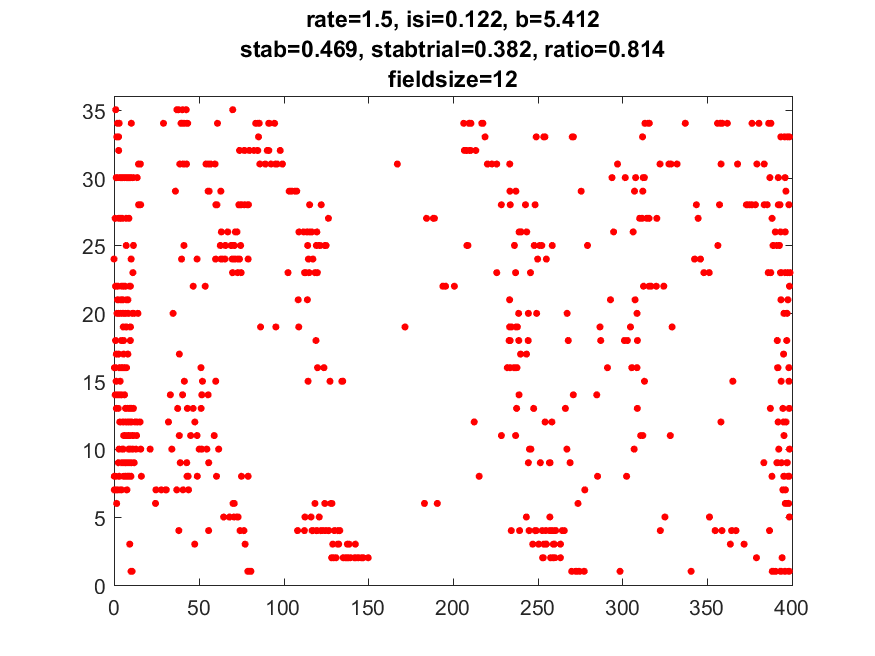 rate=1.5, isi=0.122, b=5.412
stab=0.469, stabtrial=0.382, ratio=0.814
fieldsize=12
35
30
25
20
15
10
5
0
0 50 100 150 200 250 300 350 400